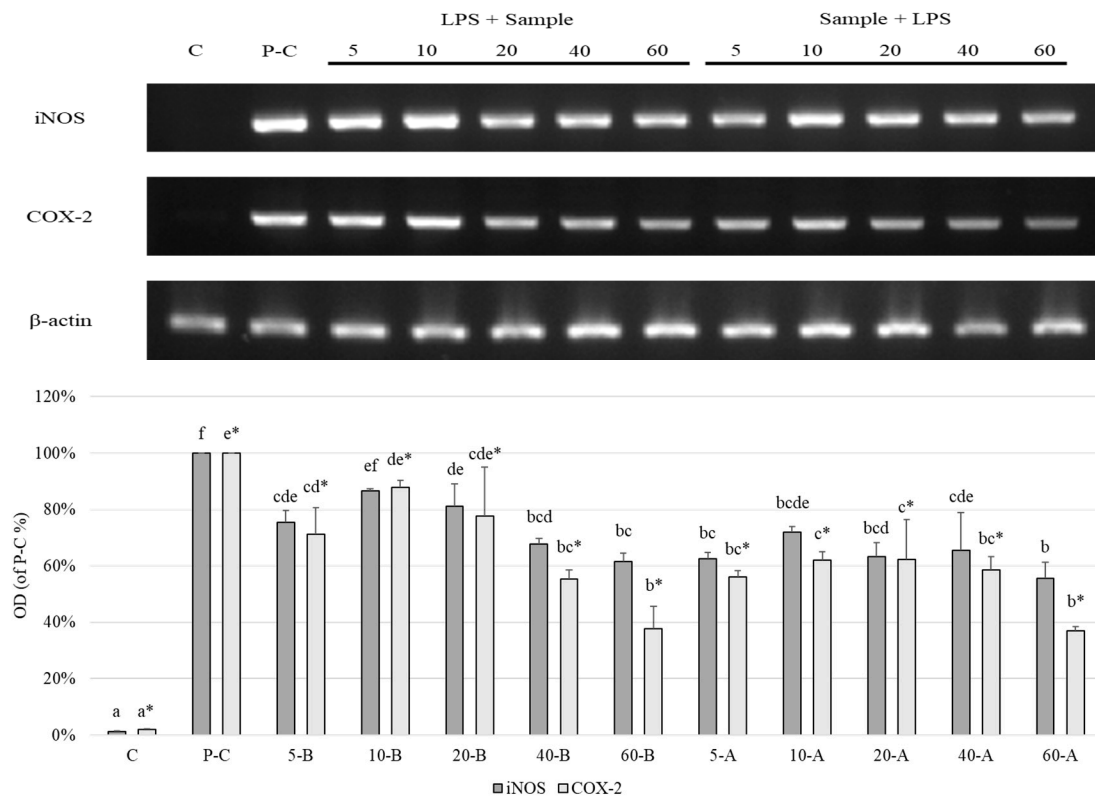 LPS + Sample Sample + LPS
C P-C 5 10 20 40 60 5 10 20 40 60
iNOS
COX-2
β-actin
120%
100%
80%
60%
40%
20%
0%
OD (of P-C %)
a a* f e* cde cd* ef de* de cde* bcd bc* bc b* bc bc* bcde c* bcd c* cde bc* b b*
C P-C 5-B 10-B 20-B 40-B 60-B 5-A 10-A 20-A 40-A 60-A
iNOS COX-2